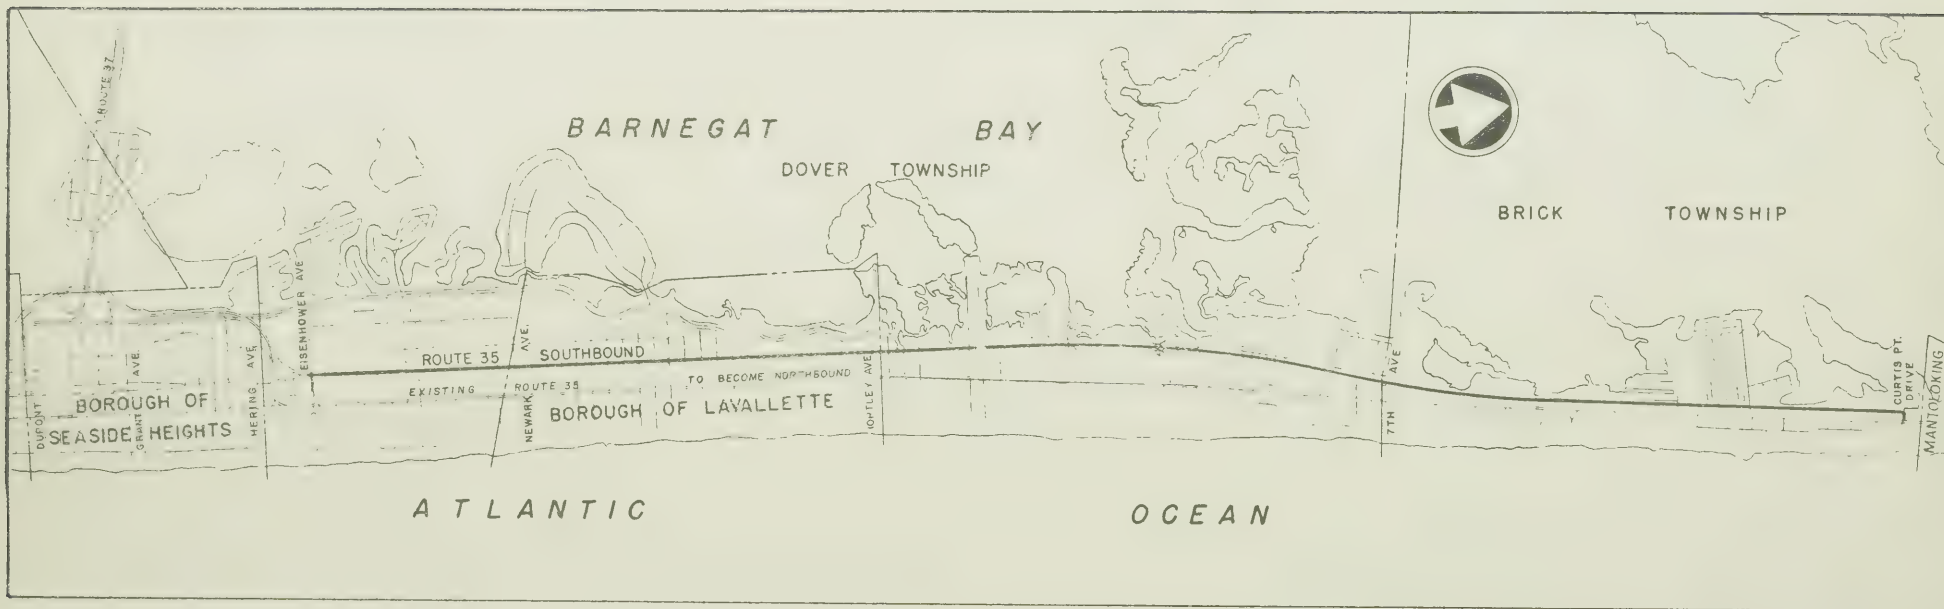 ROUTE 37
BARNEGAT BAY
DOVER TOWNSHIP
BRICK TOWNSHIP
EISENHOWER AVE
NEWARK AVE.
ROUTE 35 SOUTHBOUND
EXISTING ROUTE 35 TO BECOME NORTHBOUND
BOROUGH OF
SEASIDE HEIGHTS
DUPONT
GRANT AVE.
HERING AVE
BOROUGH OF LAVALLETTE
ORTLEY AVE
7TH AVE
CURTIS PT.
DRIVE
MANTOLOKING
ATLANTIC OCEAN